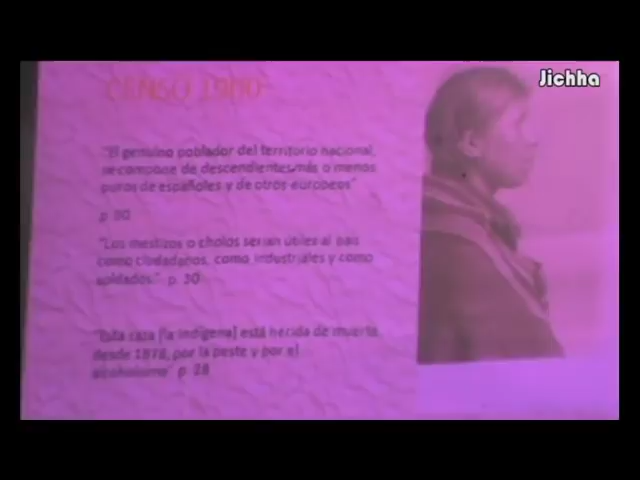 Jichha
CENSO 1900
"El genuino poblador del territorio nacional,
se compone de descendientes más o menos
puros de españoles y de otros europeos"
p 30
"Los mestizos o cholos serían útiles al país
como ciudadanos, como industriales y como
soldados." p. 30
"Esta raza [la indígena] está herida de muerte
desde 1878, por la peste y por el
alcoholismo" p 28